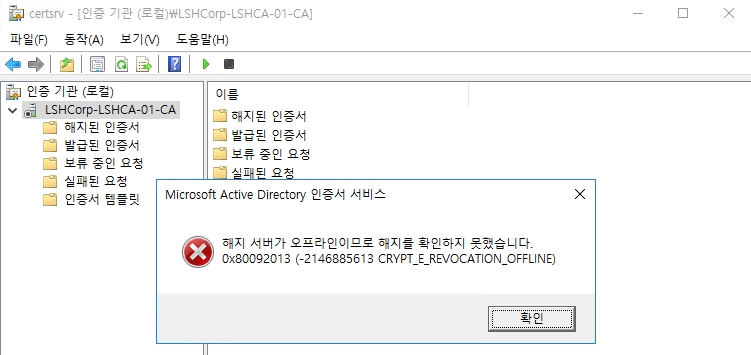 certsrv - [인증 기관 (로컬)₩LSHCorp-LSHCA-01-CA]
파일(F) 동작(A) 보기(V) 도움말(H)
인증 기관 (로컬)
LSHCorp-LSHCA-01-CA
해지된 인증서
발급된 인증서
보류 중인 요청
실패한 요청
인증서 템플릿
이름
해지된 인증서
발급된 인증서
보류 중인 요청
실패한 요청
Microsoft Active Directory 인증서 서비스
해지 서버가 오프라인이므로 해지를 확인하지 못했습니다.
0x80092013 (-2146885613 CRYPT_E_REVOCATION_OFFLINE)
확인